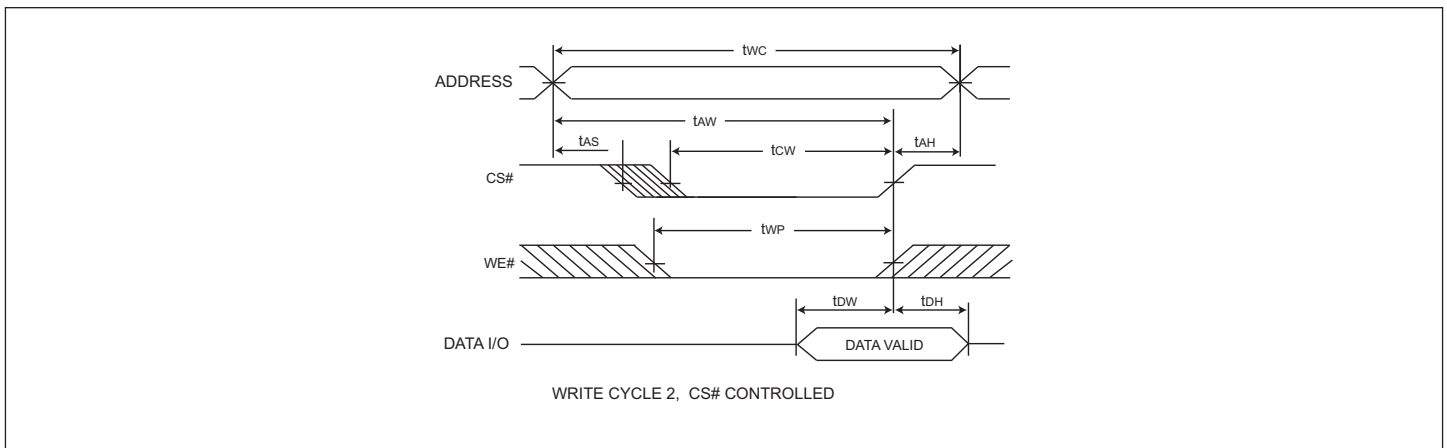 tWC
ADDRESS
tAW
tAS
tCW
tAH
CS#
tWP
WE#
tDW
tDH
DATA I/O
DATA VALID
WRITE CYCLE 2, CS# CONTROLLED